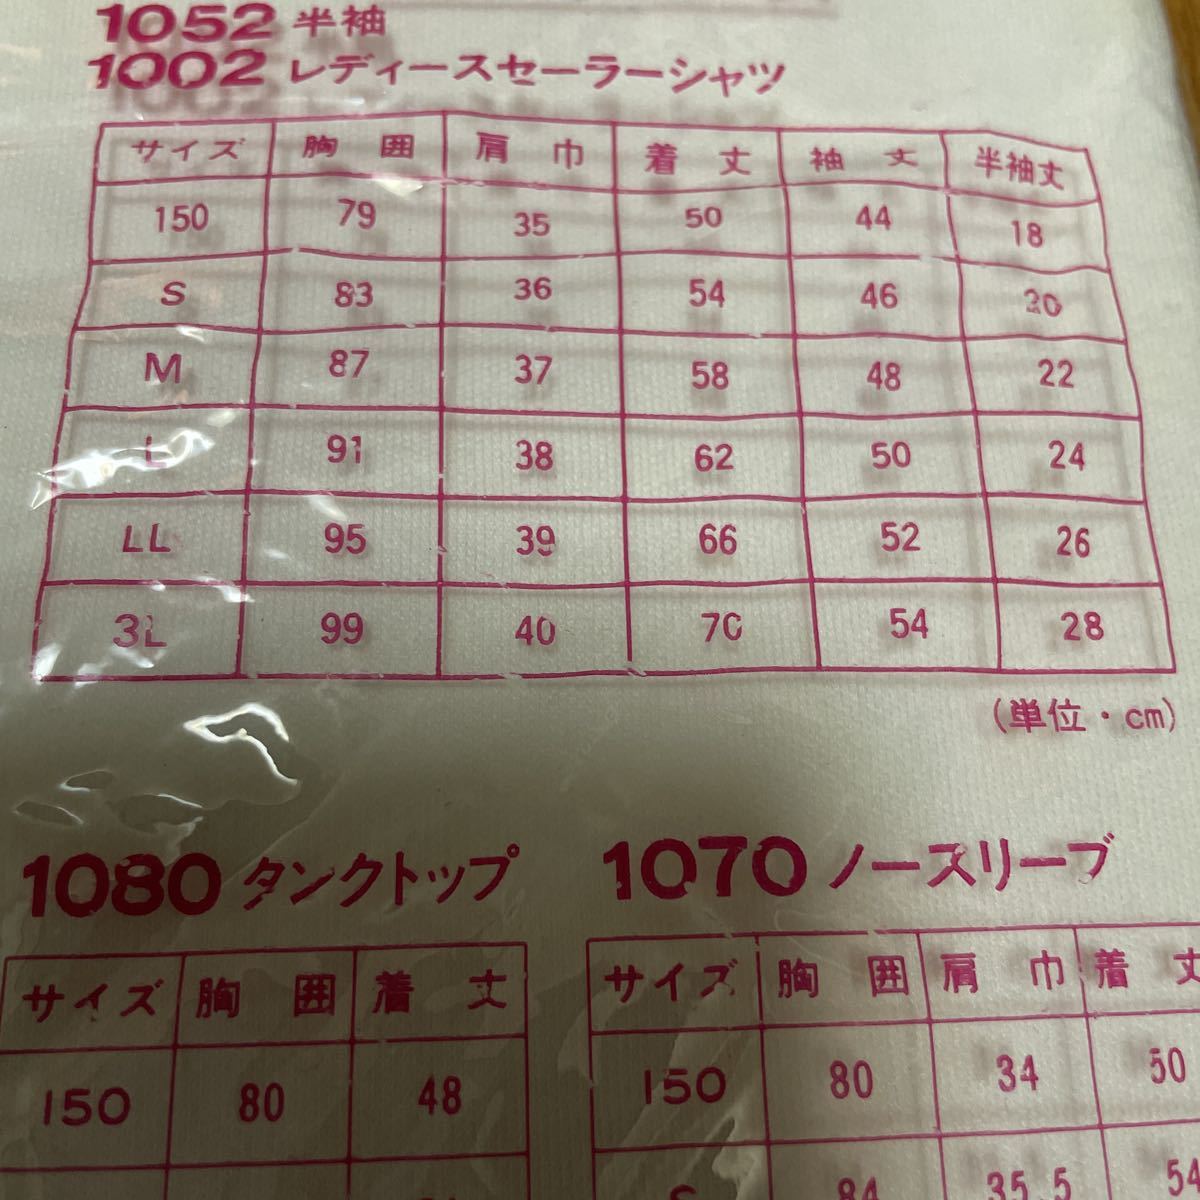 1052 半袖
1002 レディースセーラーシャツ
サイズ 胸囲 肩巾 着丈 袖丈 半袖丈
150 79 35 50 44 18
S 83 36 54 46 20
M 87 37 58 48 22
L 91 38 62 50 24
LL 95 39 66 52 26
3L 99 40 70 54 28
(単位・cm)
1080 タンクトップ
サイズ 胸囲 着丈
150 80 48
1070 ノースリーブ
サイズ 胸囲 肩巾 着丈
150 80 34 50
S 84 35.5 54